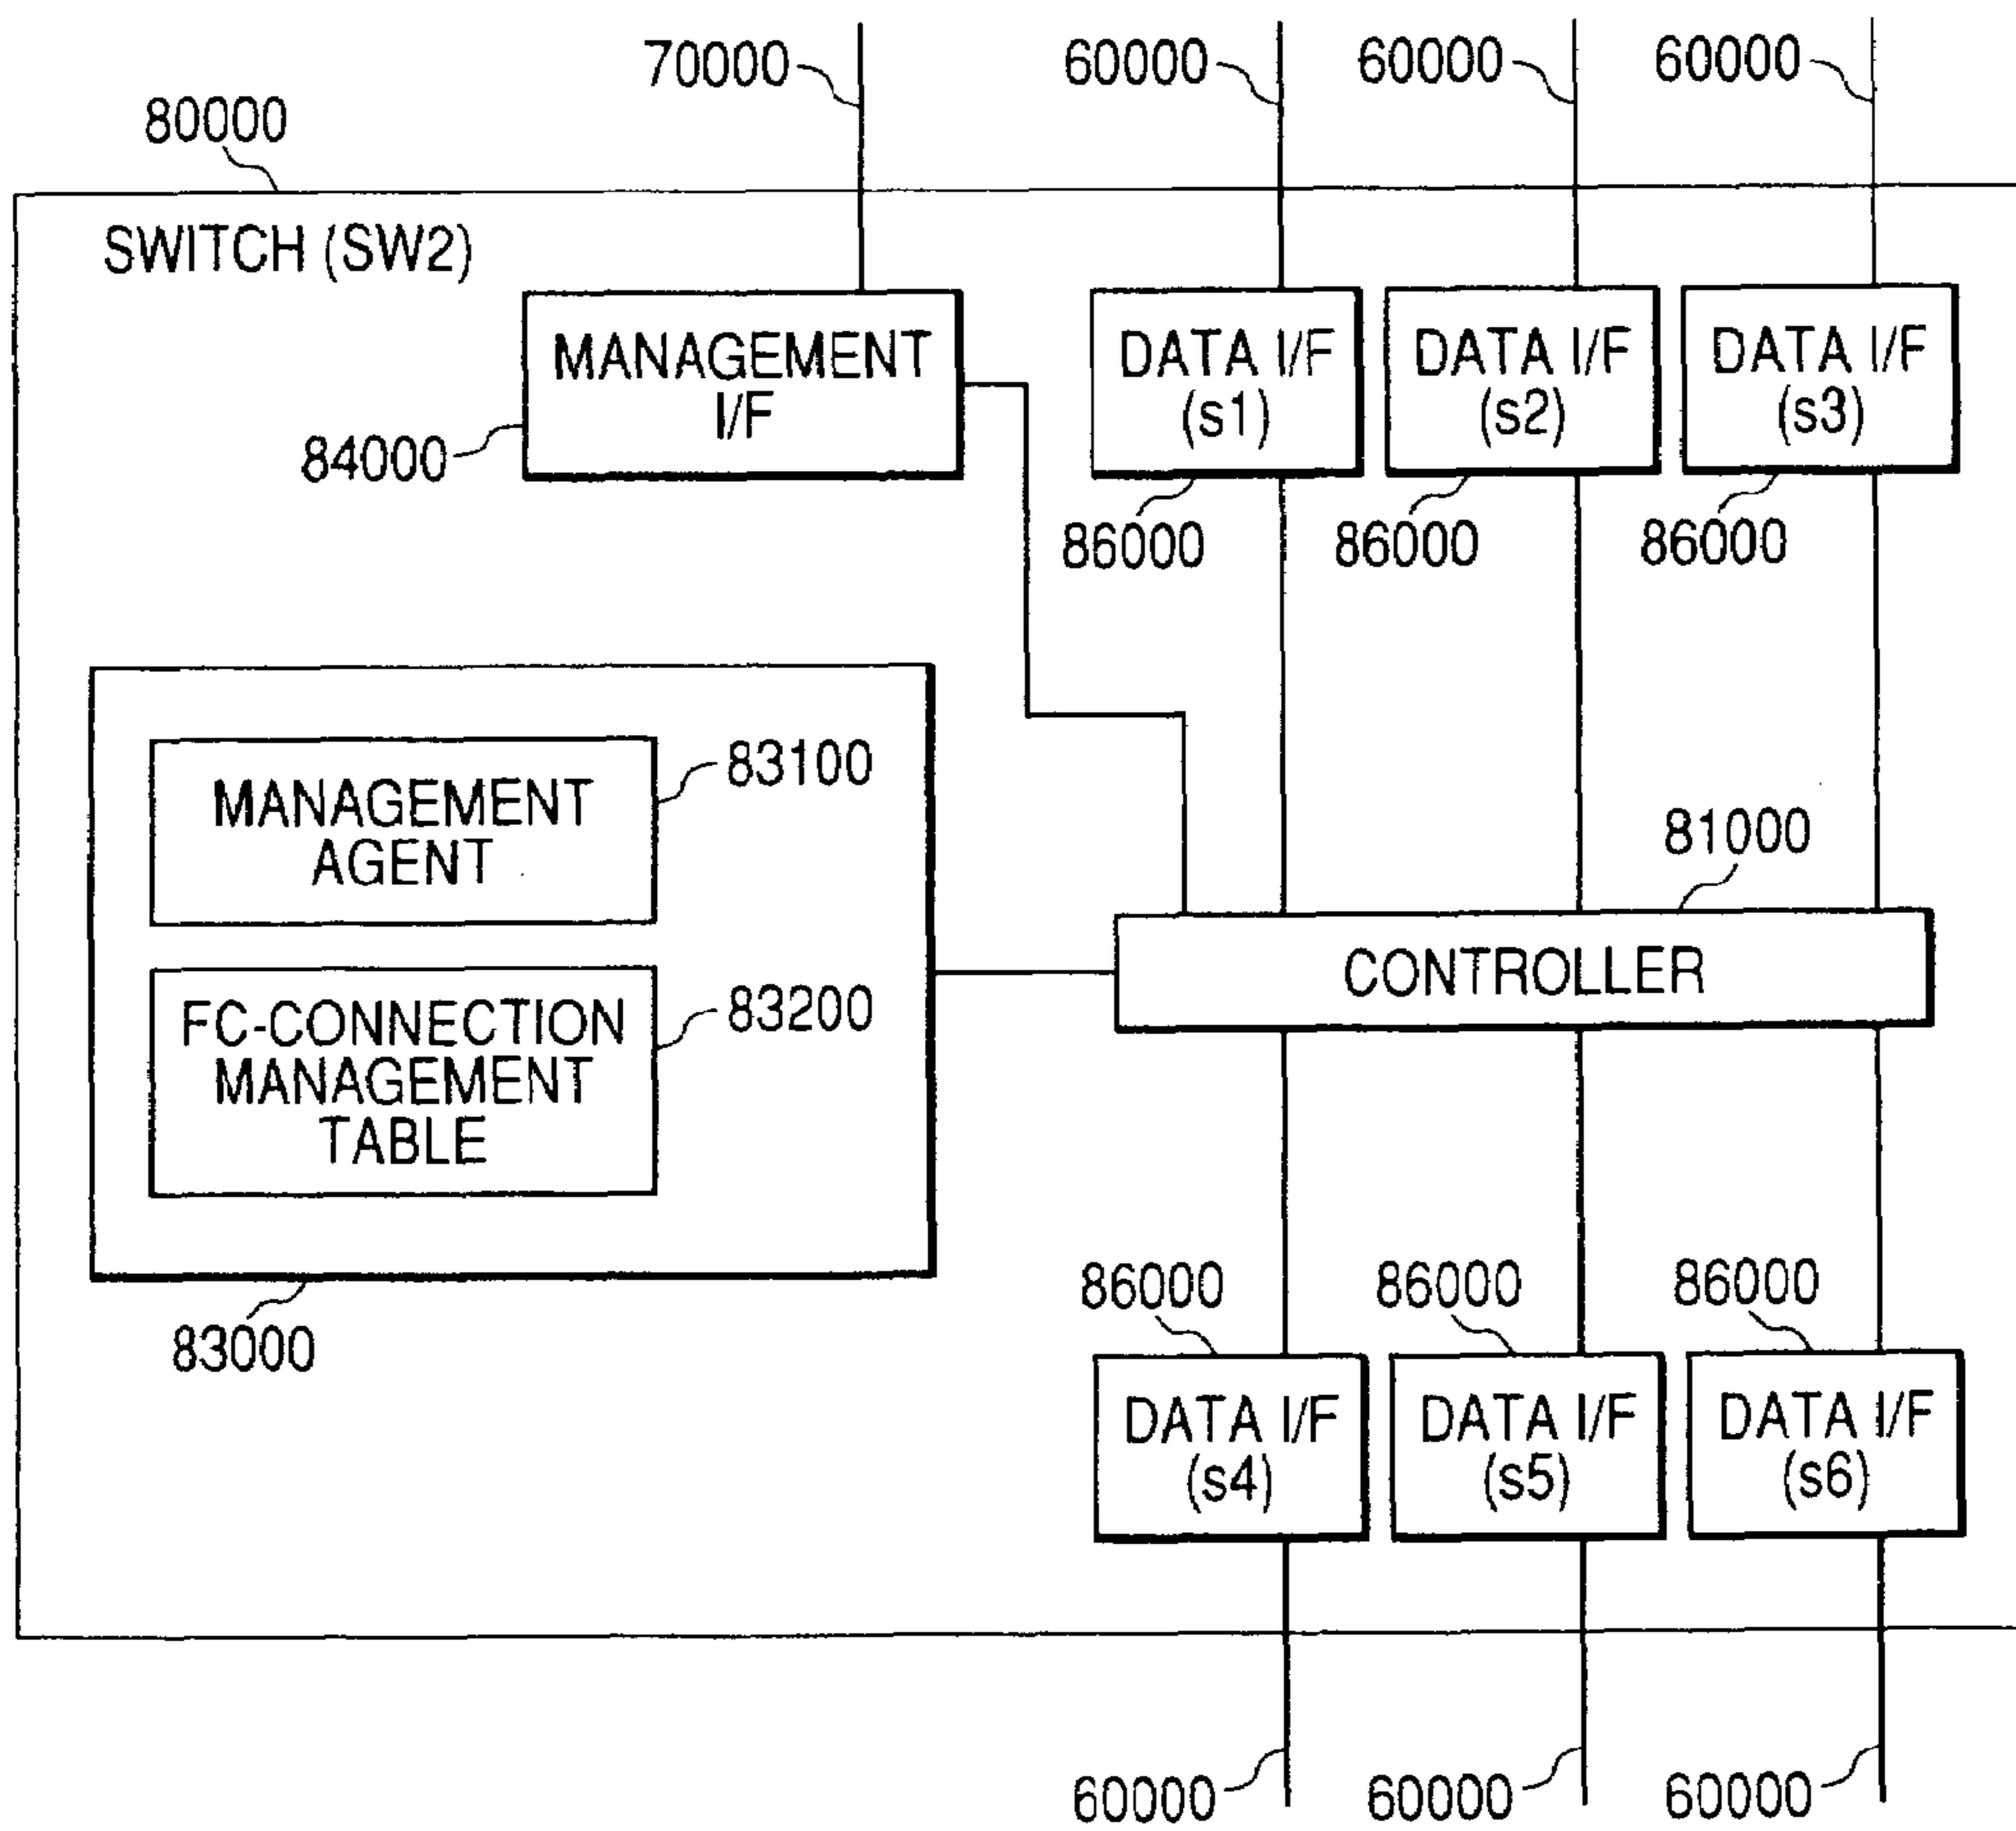 70000
60000
60000
60000
80000
SWITCH (SW2)
MANAGEMENT
I/F
84000
DATA I/F
(s1)
DATA I/F
(s2)
DATA I/F
(s3)
86000
86000
86000
MANAGEMENT
AGENT
83100
FC-CONNECTION
MANAGEMENT
TABLE
83200
83000
81000
CONTROLLER
86000
86000
86000
DATA I/F
(s4)
DATA I/F
(s5)
DATA I/F
(s6)
60000
60000
60000